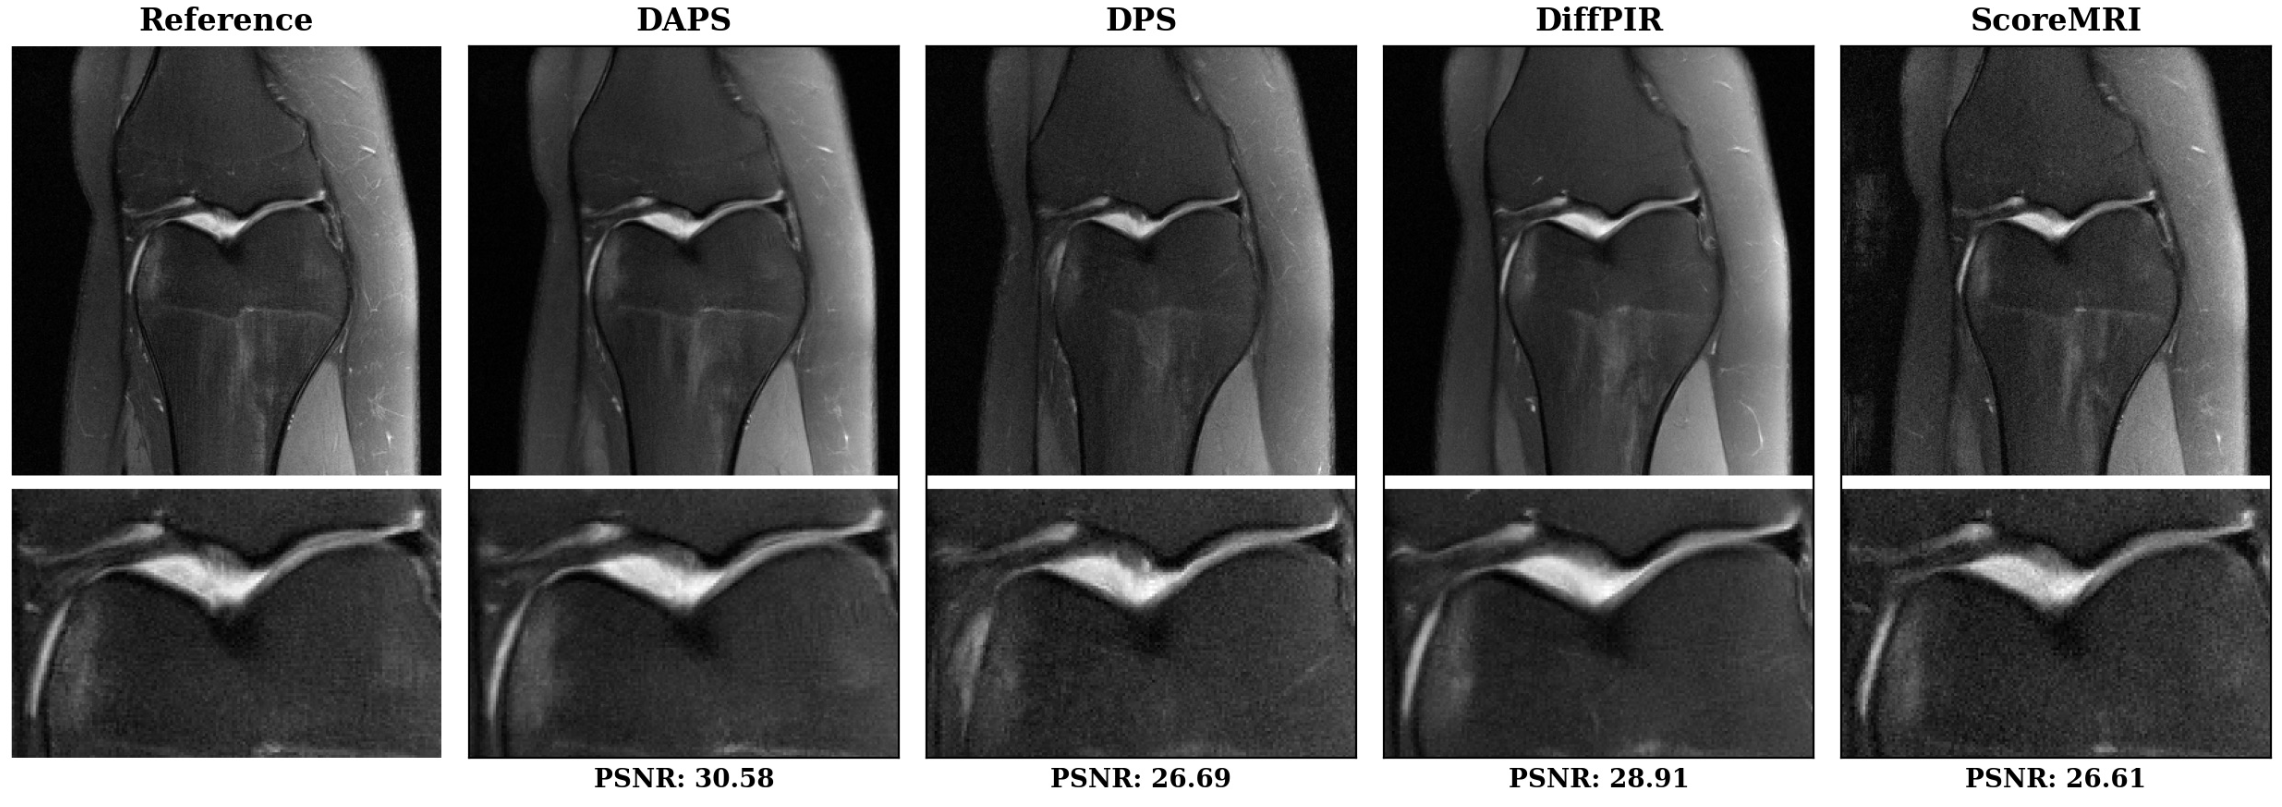 Reference DAPS DPS DiffPIR ScoreMRI
PSNR: 30.58 PSNR: 26.69 PSNR: 28.91 PSNR: 26.61